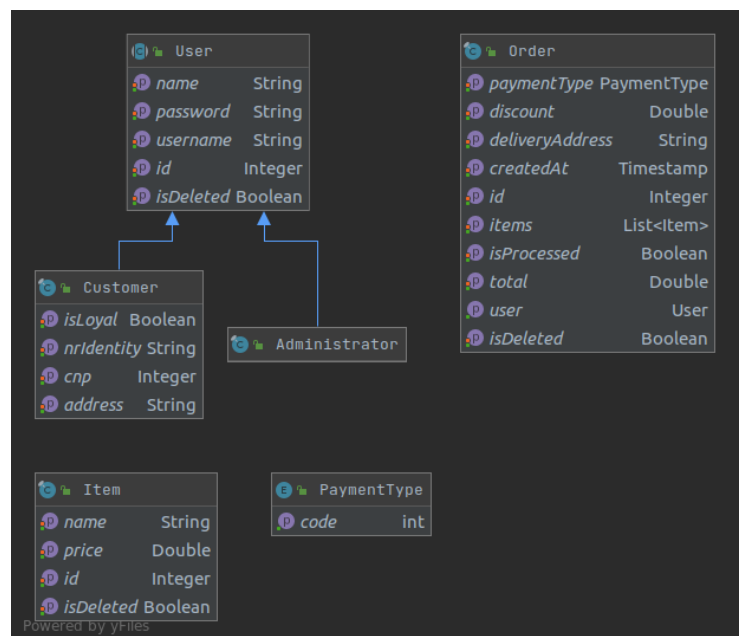 User
name String
password String
username String
id Integer
isDeleted Boolean
Order
paymentType PaymentType
discount Double
deliveryAddress String
createdAt Timestamp
id Integer
items List<Item>
isProcessed Boolean
total Double
user User
isDeleted Boolean
Customer
isLoyal Boolean
nrIdentity String
cnp Integer
address String
Administrator
Item
name String
price Double
id Integer
isDeleted Boolean
PaymentType
code int
Powered by yFiles